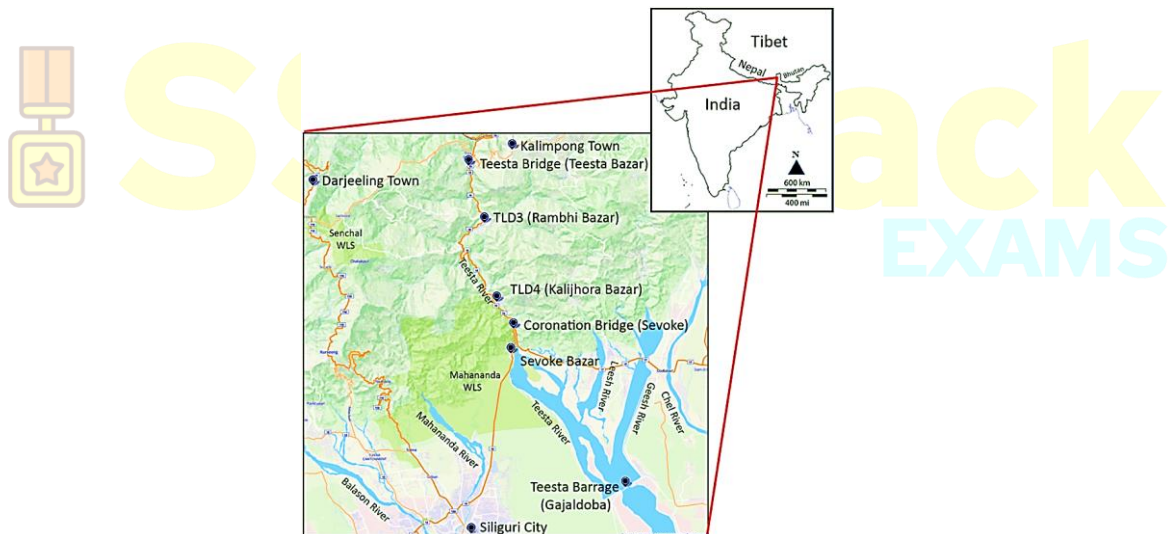 SS
ack
EXAMS
Tibet
Nepal
Bhutan
India
N
600 km
400 mi
Kalimpong Town
Teesta Bridge (Teesta Bazar)
Darjeeling Town
TLD3 (Rambhi Bazar)
Senchal
WLS
Teesta River
TLD4 (Kalijhora Bazar)
Coronation Bridge (Sevoke)
Sevoke Bazar
Mahananda
WLS
Leesh River
Geesh River
Chel River
Teesta River
Mahananda River
Balason River
Teesta Barrage
(Gajaldoba)
Siliguri City